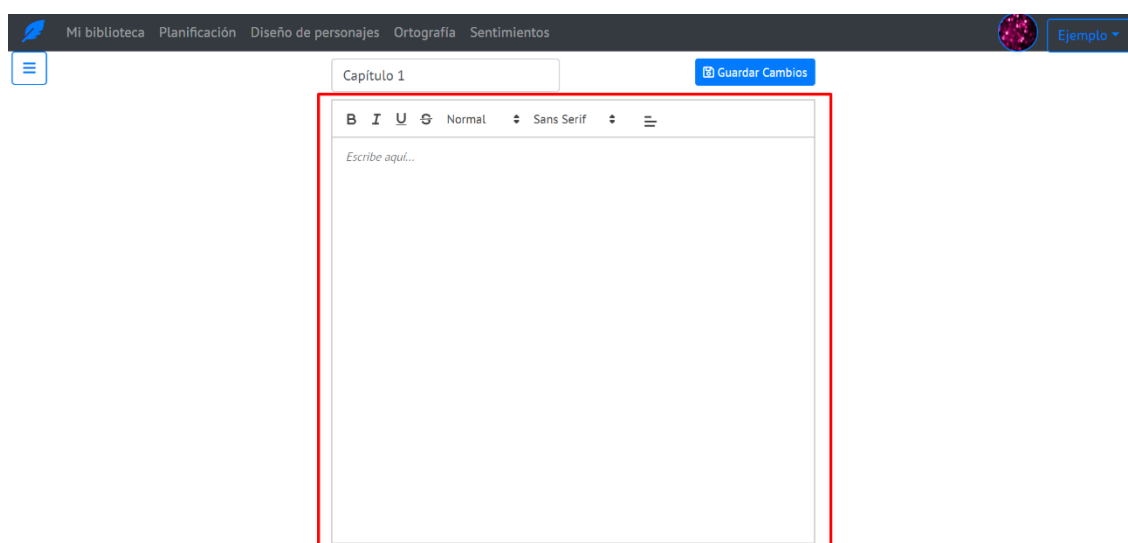 Mi biblioteca Planificación Diseño de personajes Ortografía Sentimientos Ejemplo
Capítulo 1 Guardar Cambios
B I U S Normal Sans Serif
Escribe aquí...